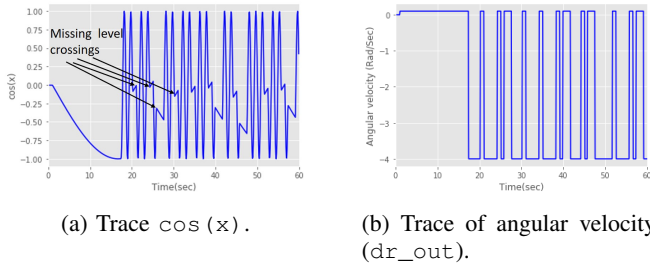 1.00
0.75
0.50
0.25
0.00
−0.25
−0.50
−0.75
−1.00
cos(x)
Missing level
crossings
0 10 20 30 40 50 60
Time(sec)
(a) Trace cos(x).
0
−1
−2
−3
−4
Angular velocity (Rad/Sec)
0 10 20 30 40 50 60
Time(sec)
(b) Trace of angular velocity
(dr_out).